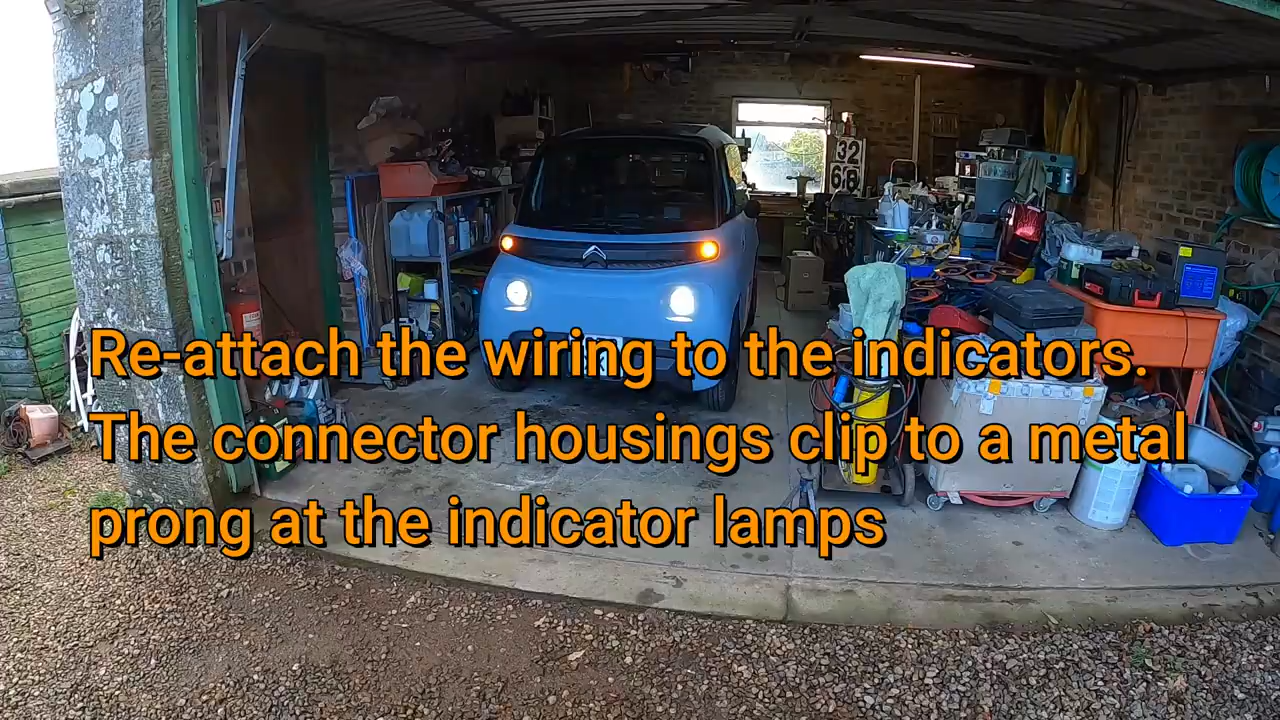 32
68
Re-attach the wiring to the indicators.
The connector housings clip to a metal
prong at the indicator lamps